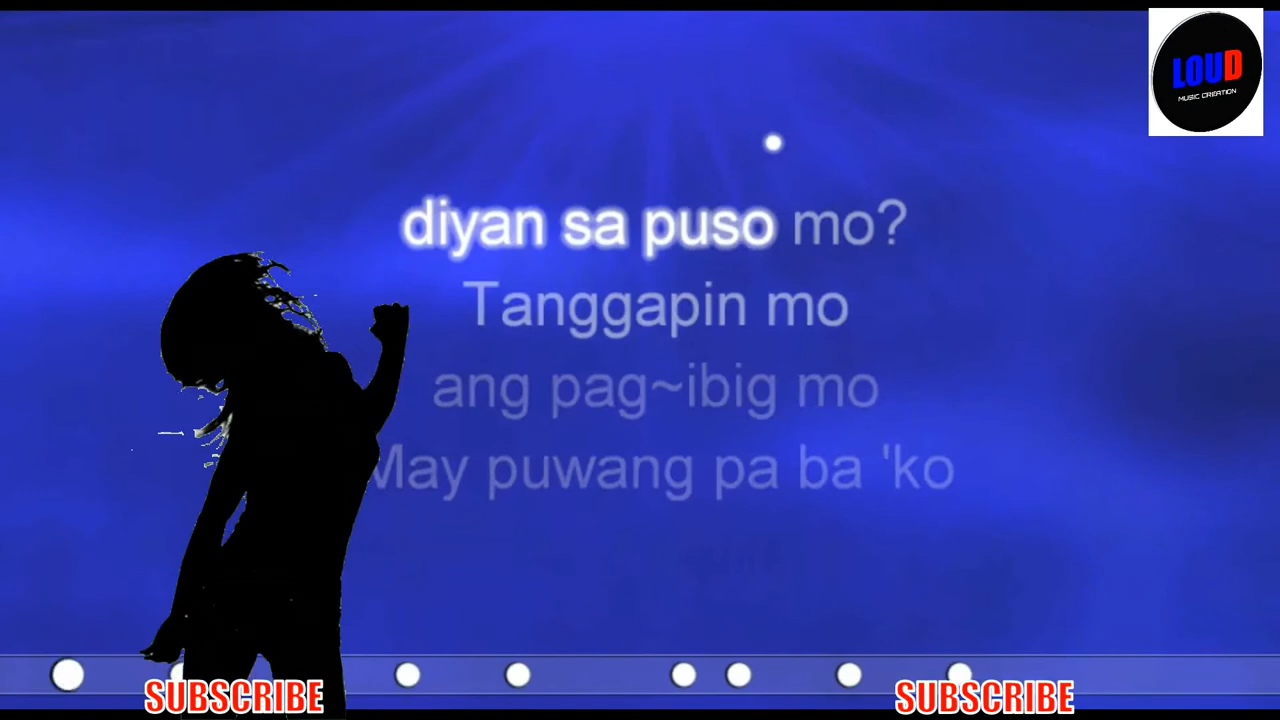 LOUD
MUSIC CREATION
diyan sa puso mo?
Tanggapin mo
ang pag~ibig mo
May puwang pa ba 'ko
SUBSCRIBE
SUBSCRIBE